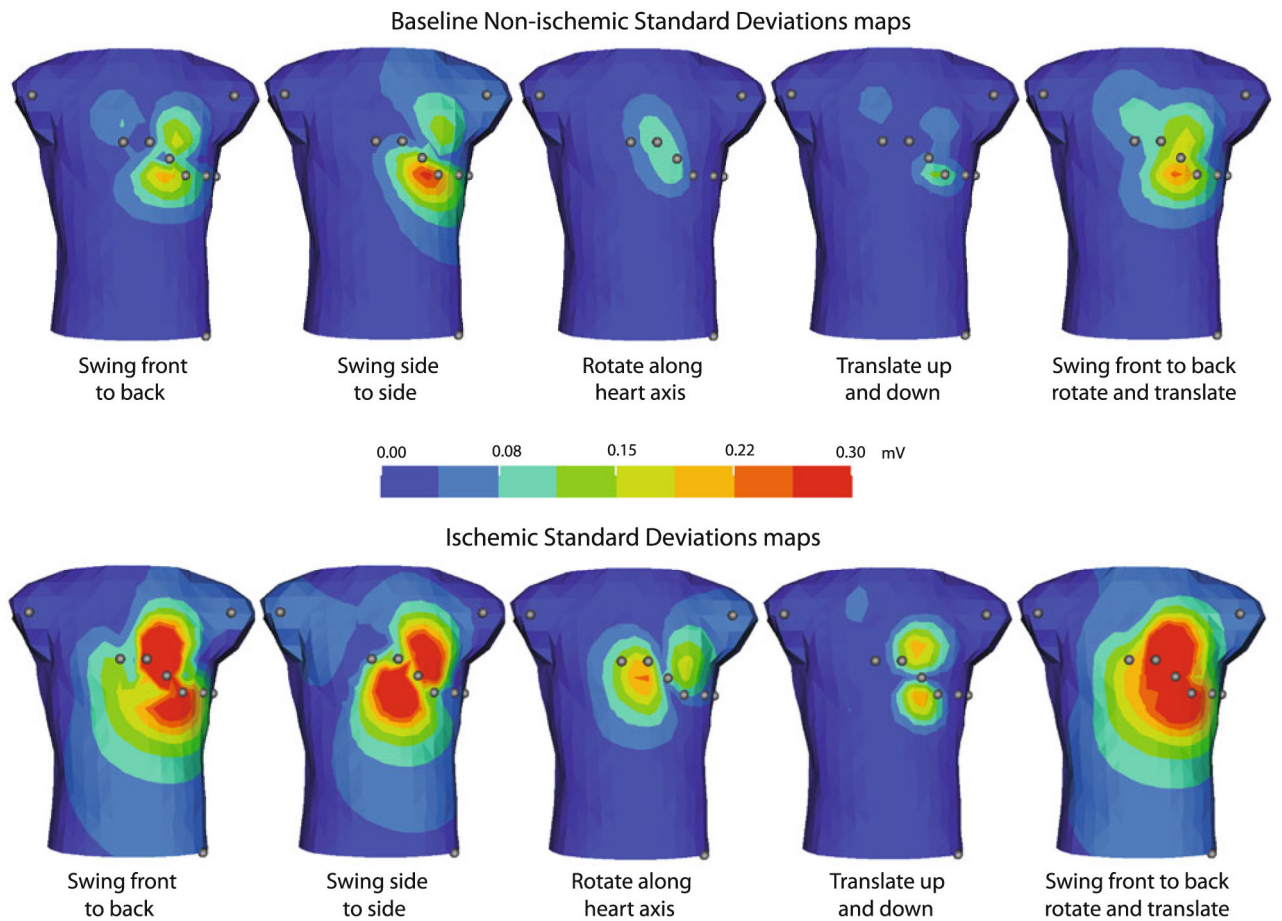 Baseline Non-ischemic Standard Deviations maps
Swing front
to back
Swing side
to side
Rotate along
heart axis
Translate up
and down
Swing front to back
rotate and translate
0.00 0.08 0.15 0.22 0.30 mV
Ischemic Standard Deviations maps
Swing front
to back
Swing side
to side
Rotate along
heart axis
Translate up
and down
Swing front to back
rotate and translate